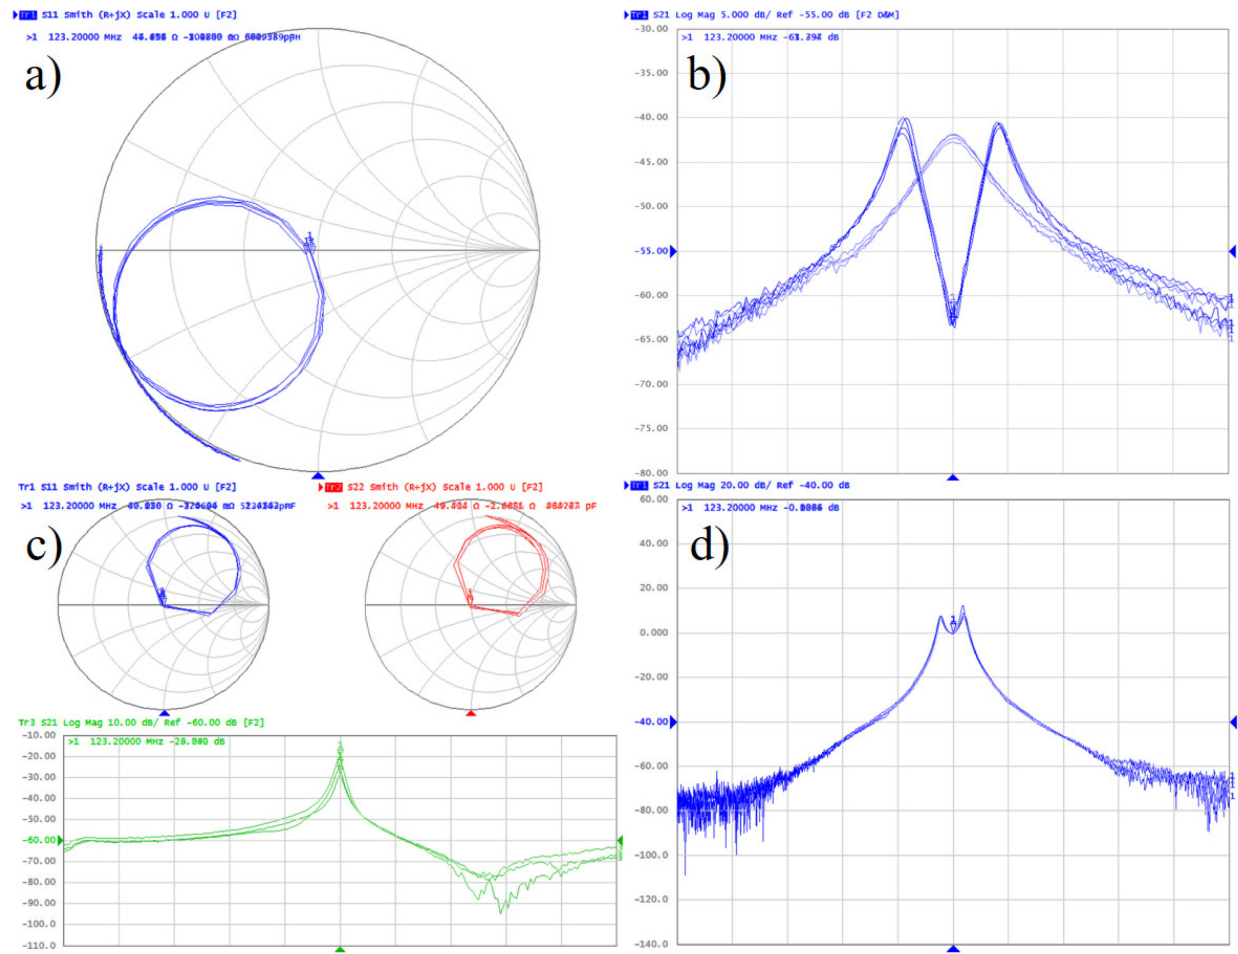 Tr1 S11 Smith (R+jX) Scale 1.000 U [F2]
>1 123.20000 MHz
a)
Tr1 S21 Log Mag 5.000 dB/ Ref -55.00 dB [F2 D&M]
>1 123.20000 MHz dB
b)
-30.00
-35.00
-40.00
-45.00
-50.00
-55.00
-60.00
-65.00
-70.00
-75.00
-80.00
Tr1 S11 Smith (R+jX) Scale 1.000 U [F2]
>1 123.20000 MHz
c)
Tr2 S22 Smith (R+jX) Scale 1.000 U [F2]
>1 123.20000 MHz
Tr3 S21 Log Mag 10.00 dB/ Ref -60.00 dB [F2]
>1 123.20000 MHz dB
-10.00
-20.00
-30.00
-40.00
-50.00
-60.00
-70.00
-80.00
-90.00
-100.0
-110.0
Tr1 S21 Log Mag 20.00 dB/ Ref -40.00 dB
>1 123.20000 MHz dB
d)
60.00
40.00
20.00
0.000
-20.00
-40.00
-60.00
-80.00
-100.0
-120.0
-140.0